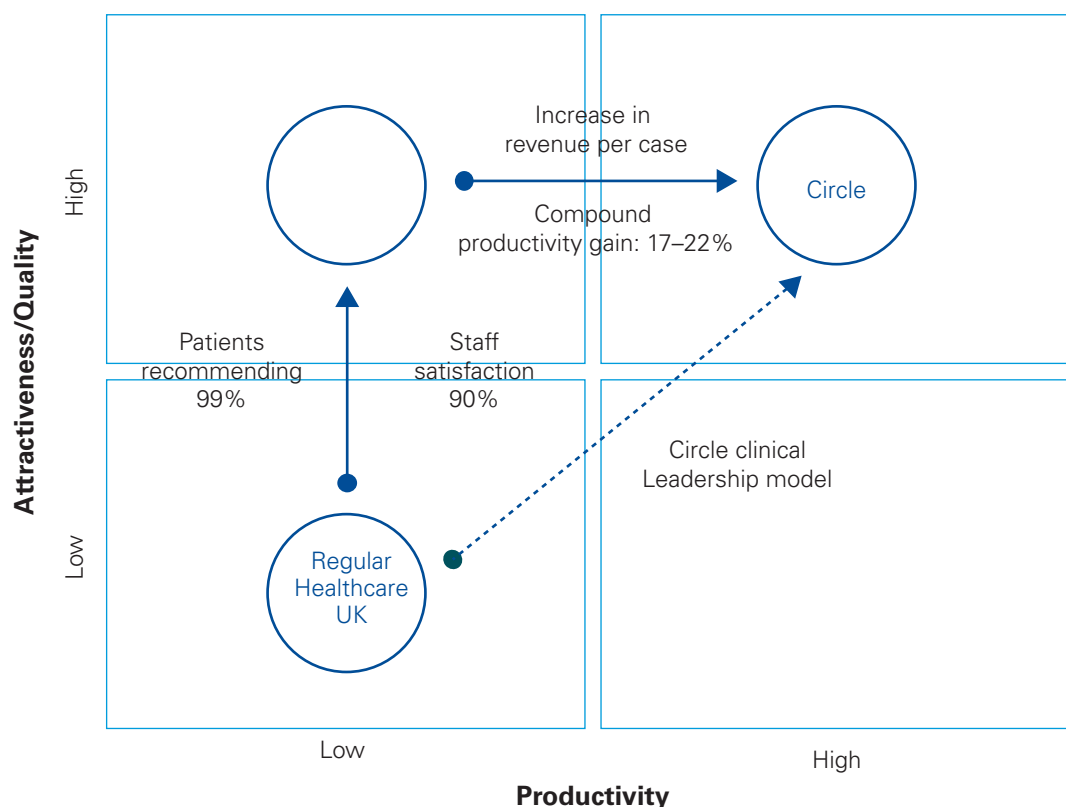 Attractiveness/Quality
High
Low
Increase in
revenue per case
Compound
productivity gain: 17–22%
Circle
Patients
recommending
99%
Staff
satisfaction
90%
Circle clinical
Leadership model
Regular
Healthcare
UK
Low
High
Productivity